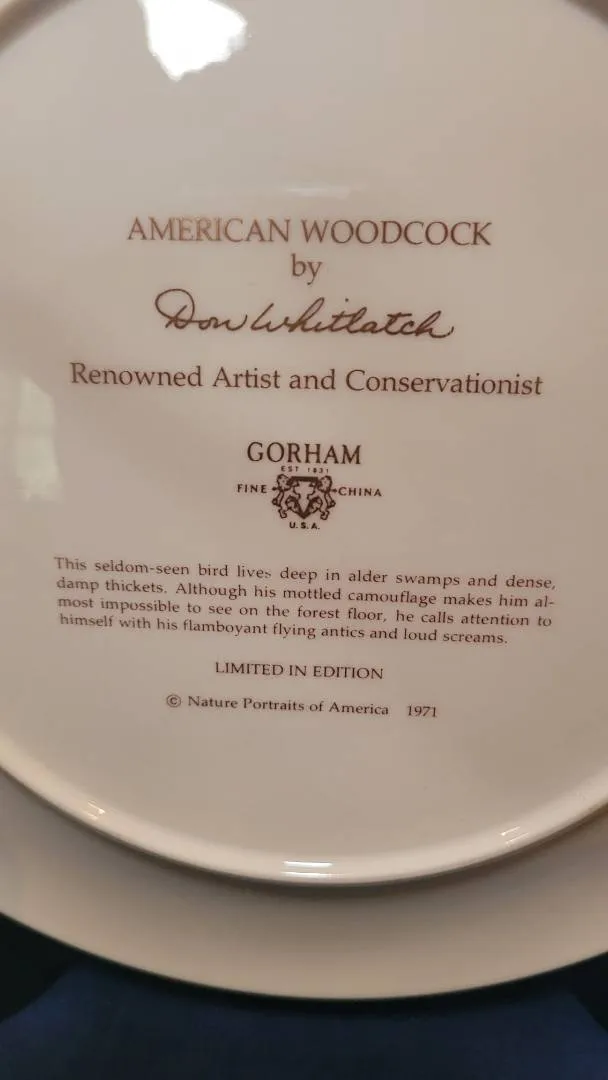 AMERICAN WOODCOCK
by
Don Whitlatch
Renowned Artist and Conservationist
GORHAM
EST 1831
FINE CHINA
U.S.A.
This seldom-seen bird lives deep in alder swamps and dense,
damp thickets. Although his mottled camouflage makes him al-
most impossible to see on the forest floor, he calls attention to
himself with his flamboyant flying antics and loud screams.
LIMITED IN EDITION
© Nature Portraits of America 1971